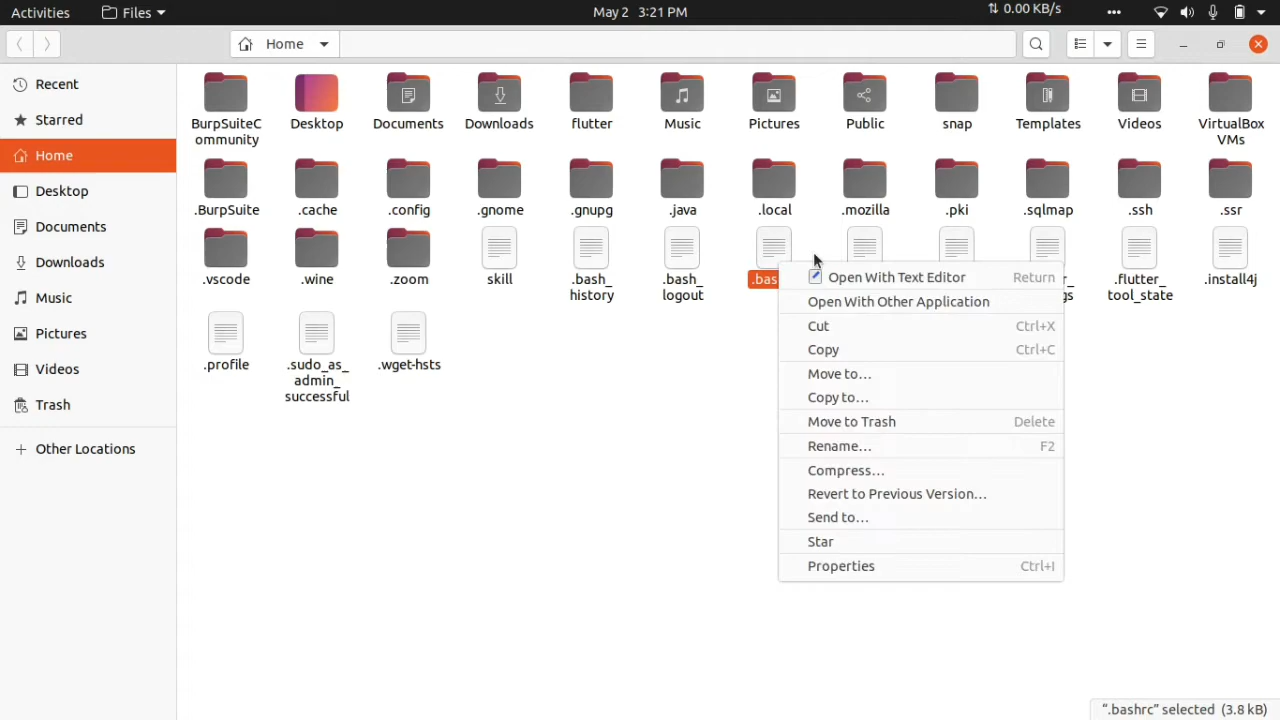 Activities
Files
May 2 3:21 PM
0.00 KB/s
Home
Recent
Starred
Home
Desktop
Documents
Downloads
Music
Pictures
Videos
Trash
Other Locations
BurpSuiteC
ommunity
Desktop
Documents
Downloads
flutter
Music
Pictures
Public
snap
Templates
Videos
VirtualBox
VMs
.BurpSuite
.cache
.config
.gnome
.gnupg
.java
.local
.mozilla
.pki
.sqlmap
.ssh
.ssr
.vscode
.wine
.zoom
skill
.bash_
history
.bash_
logout
.bas
.flutter_
tool_state
.install4j
.profile
.sudo_as_
admin_
successful
.wget-hsts
Open With Text Editor Return
Open With Other Application
Cut Ctrl+X
Copy Ctrl+C
Move to...
Copy to...
Move to Trash Delete
Rename... F2
Compress...
Revert to Previous Version...
Send to...
Star
Properties Ctrl+I
“.bashrc” selected (3.8 kB)